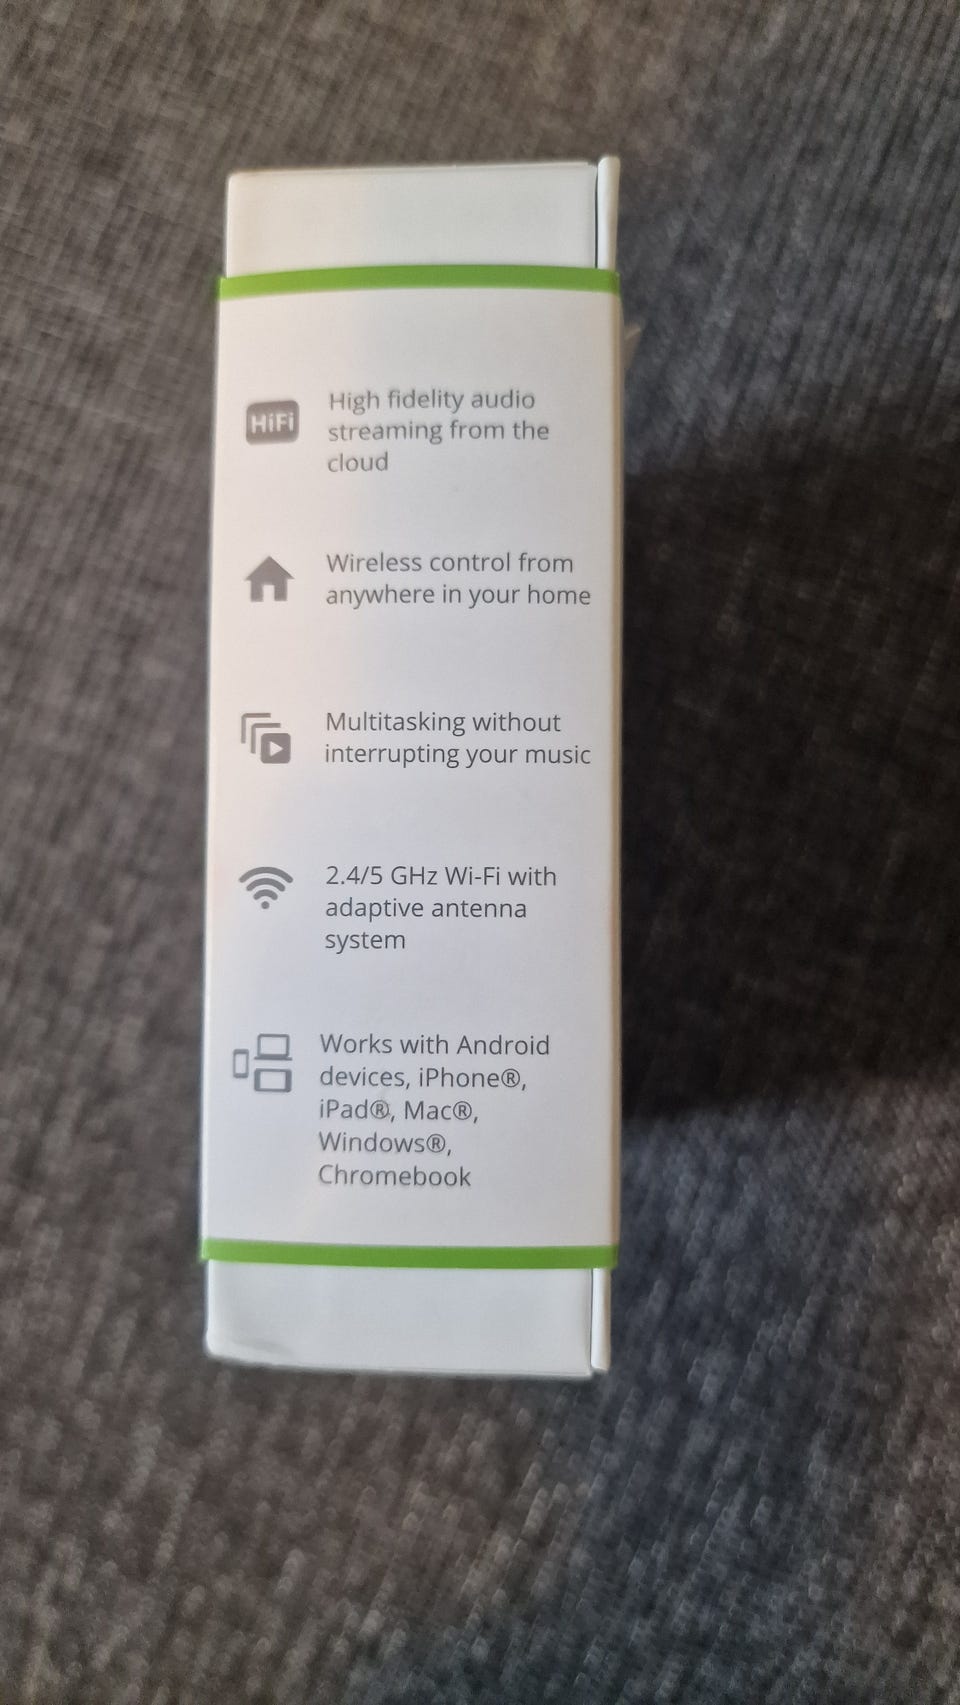 HiFi
High fidelity audio
streaming from the
cloud
Wireless control from
anywhere in your home
Multitasking without
interrupting your music
2.4/5 GHz Wi-Fi with
adaptive antenna
system
Works with Android
devices, iPhone®,
iPad®, Mac®,
Windows®,
Chromebook